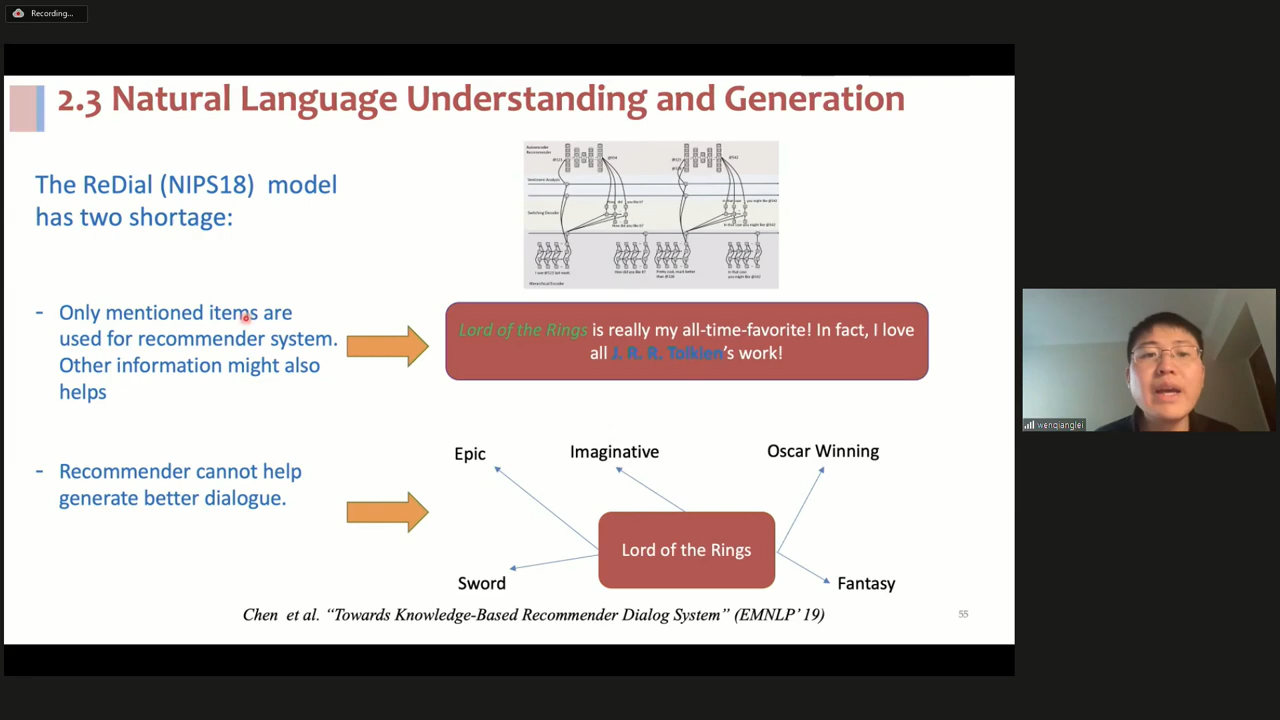 Recording...
2.3 Natural Language Understanding and Generation
The ReDial (NIPS18) model
has two shortage:
- Only mentioned items are
used for recommender system.
Other information might also
helps
Lord of the Rings is really my all-time-favorite! In fact, I love
all J. R. R. Tolkien's work!
- Recommender cannot help
generate better dialogue.
Epic
Imaginative
Oscar Winning
Lord of the Rings
Sword
Fantasy
Chen et al. “Towards Knowledge-Based Recommender Dialog System” (EMNLP’ 19)
55
wenqianglei